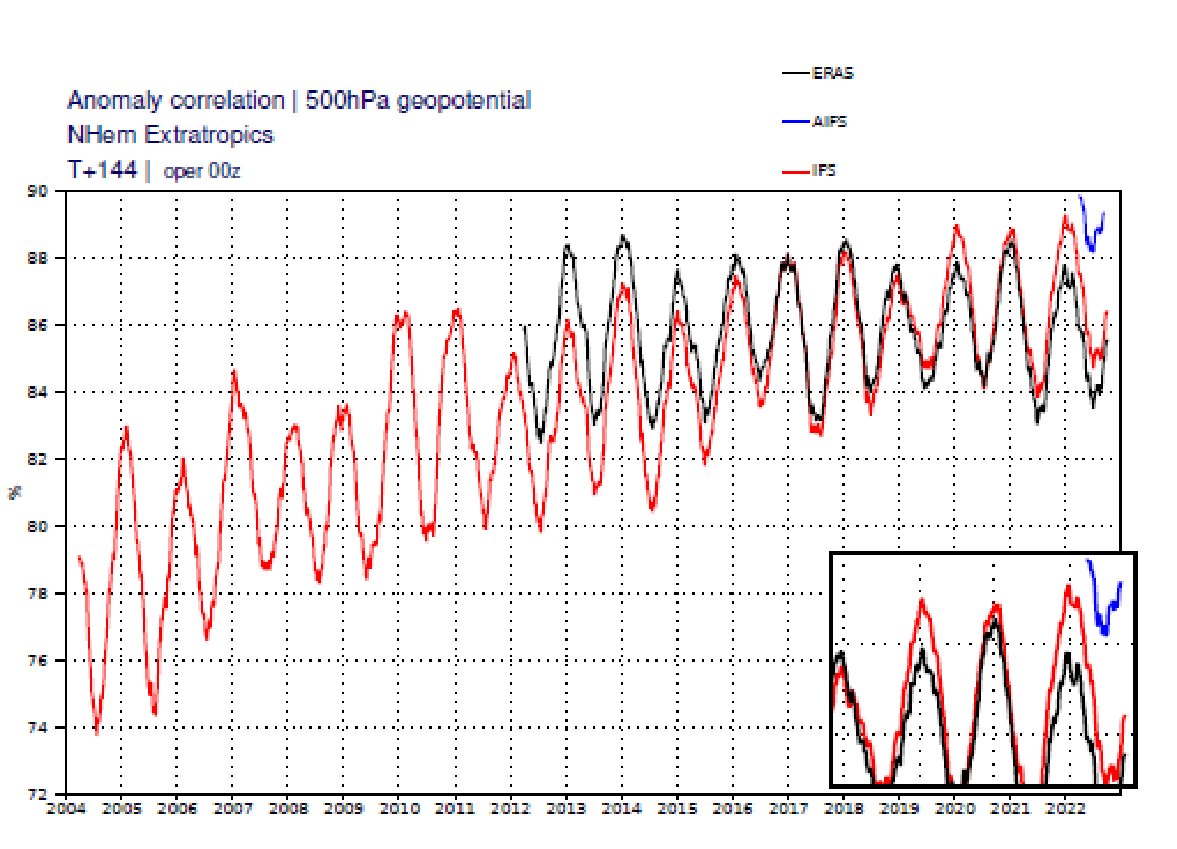 ERA5
Anomaly correlation | 500hPa geopotential
AIFS
NHem Extratropics
IFS
T+144 | oper 00z
90
88
86
84
82
%
80
78
76
74
72
2004 2005 2006 2007 2008 2009 2010 2011 2012 2013 2014 2015 2016 2017 2018 2019 2020 2021 2022